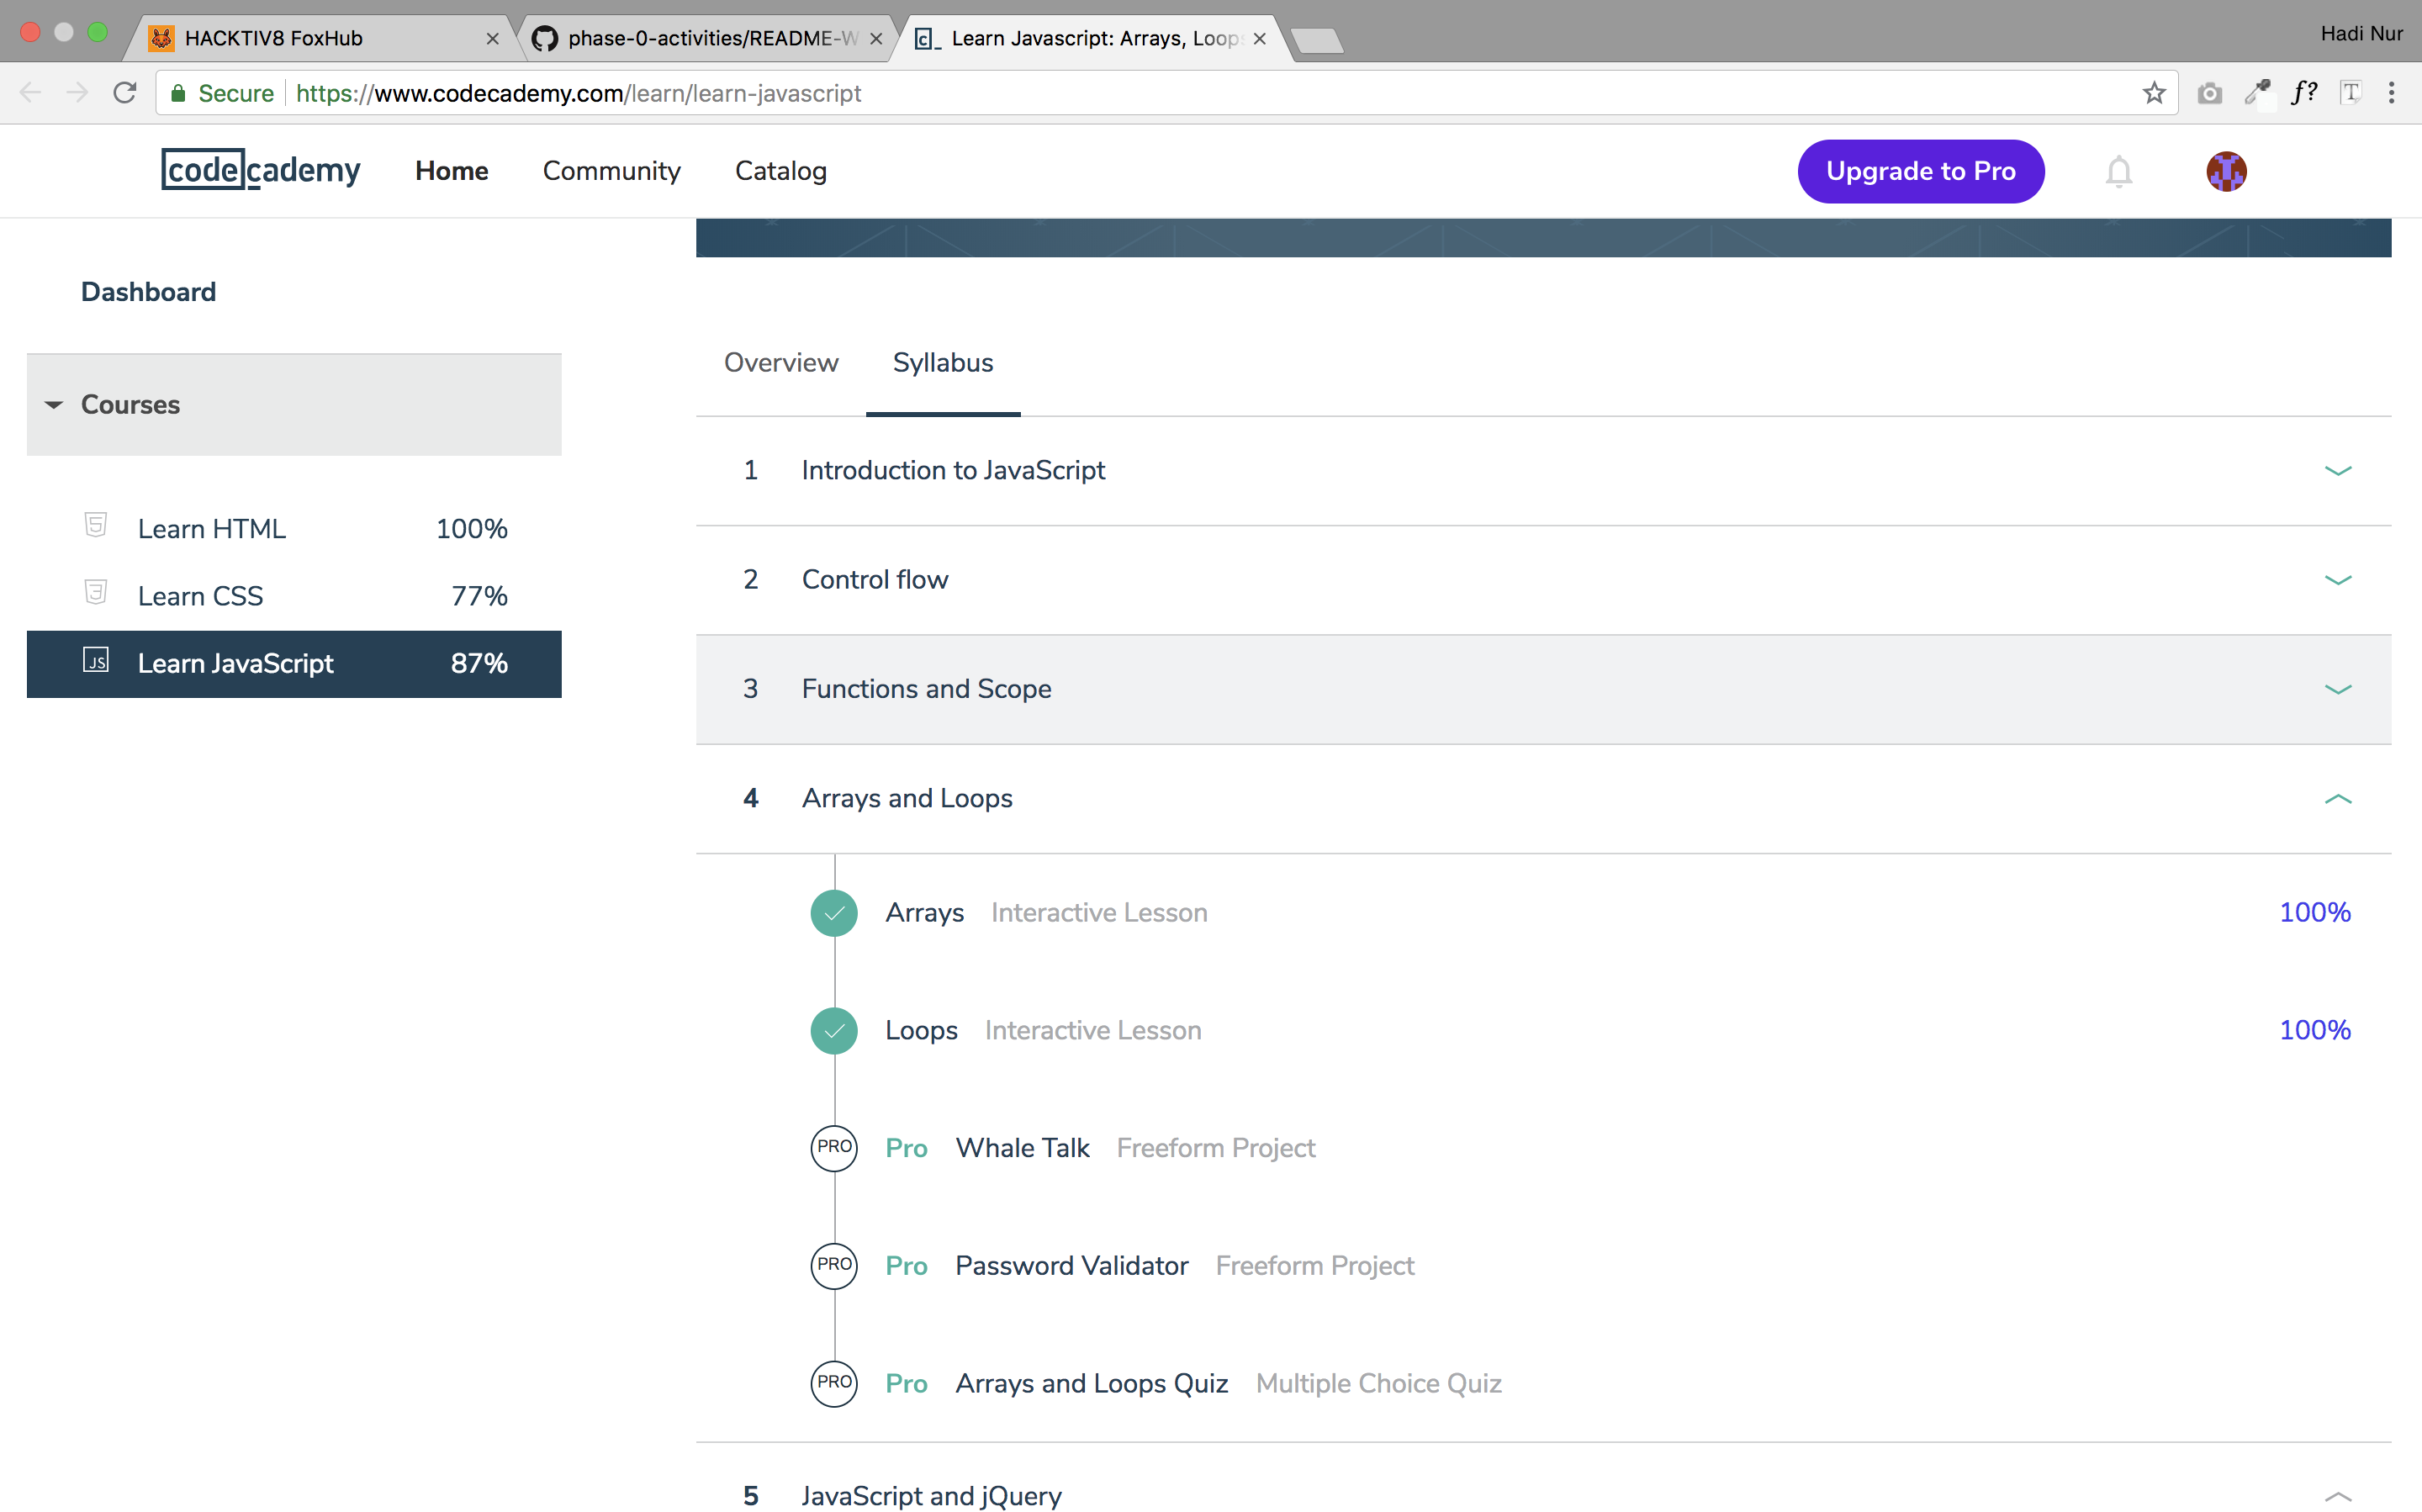 HACKTIV8 FoxHub
phase-0-activities/README-W
Learn Javascript: Arrays, Loops
Hadi Nur
Secure https://www.codecademy.com/learn/learn-javascript
f?
T
codecademy
Home
Community
Catalog
Upgrade to Pro
Dashboard
Courses
Learn HTML 100%
Learn CSS 77%
JS Learn JavaScript 87%
Overview
Syllabus
1 Introduction to JavaScript
2 Control flow
3 Functions and Scope
4 Arrays and Loops
Arrays Interactive Lesson 100%
Loops Interactive Lesson 100%
PRO Pro Whale Talk Freeform Project
PRO Pro Password Validator Freeform Project
PRO Pro Arrays and Loops Quiz Multiple Choice Quiz
5 JavaScript and jQuery